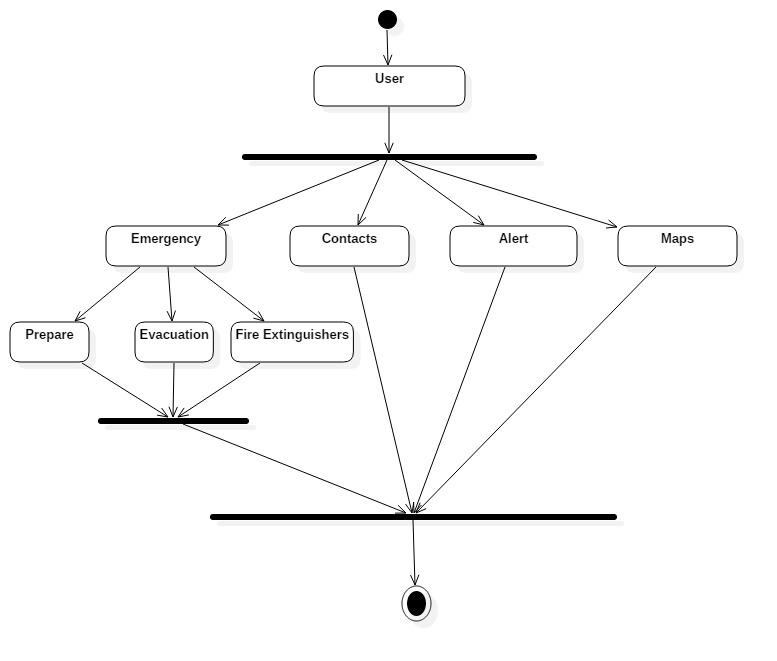 User
Emergency
Contacts
Alert
Maps
Prepare
Evacuation
Fire Extinguishers